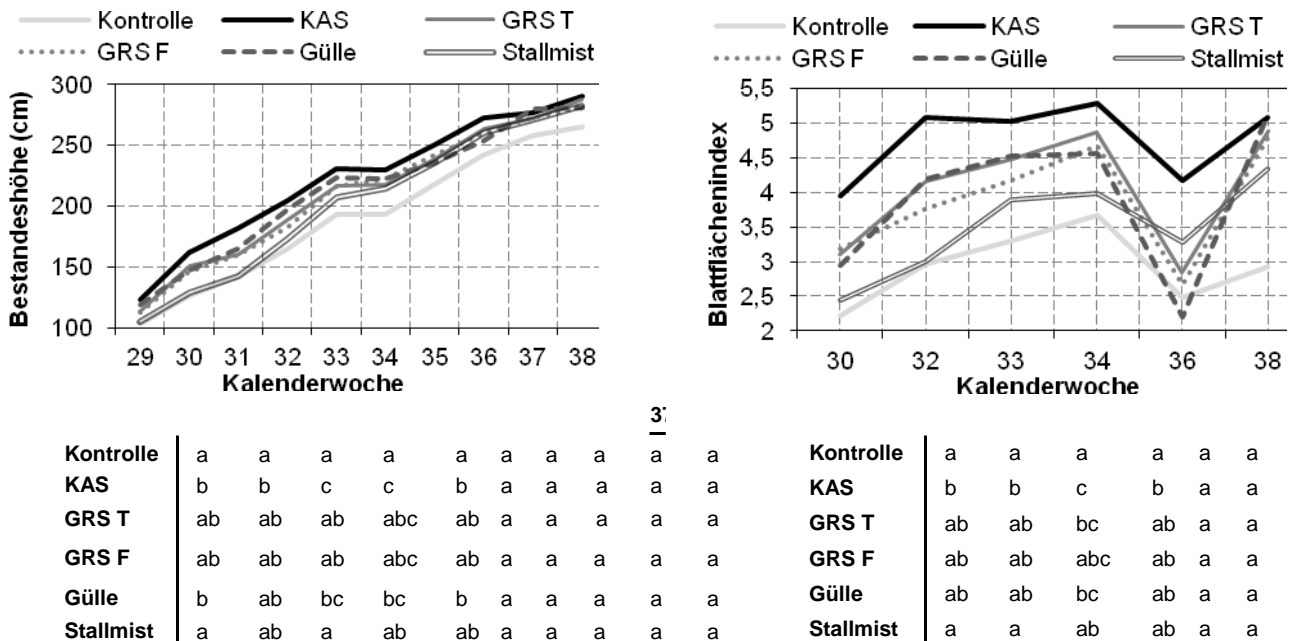 Kontrolle KAS GRS T
GRS F Gülle Stallmist
Bestandeshöhe (cm)
300
250
200
150
100
29 30 31 32 33 34 35 36 37 38
Kalenderwoche
Kontrolle KAS GRS T
GRS F Gülle Stallmist
Blattflächenindex
5,5
5
4,5
4
3,5
3
2,5
2
30 32 33 34 36 38
Kalenderwoche
37
Kontrolle a a a a a a a a a a
KAS b b c c b a a a a a
GRS T ab ab ab abc ab a a a a a
GRS F ab ab ab abc ab a a a a a
Gülle b ab bc bc b a a a a a
Stallmist a ab a ab ab a a a a a
Kontrolle a a a a a a
KAS b b c b a a
GRS T ab ab bc ab a a
GRS F ab ab abc ab a a
Gülle ab ab bc ab a a
Stallmist a a ab ab a a